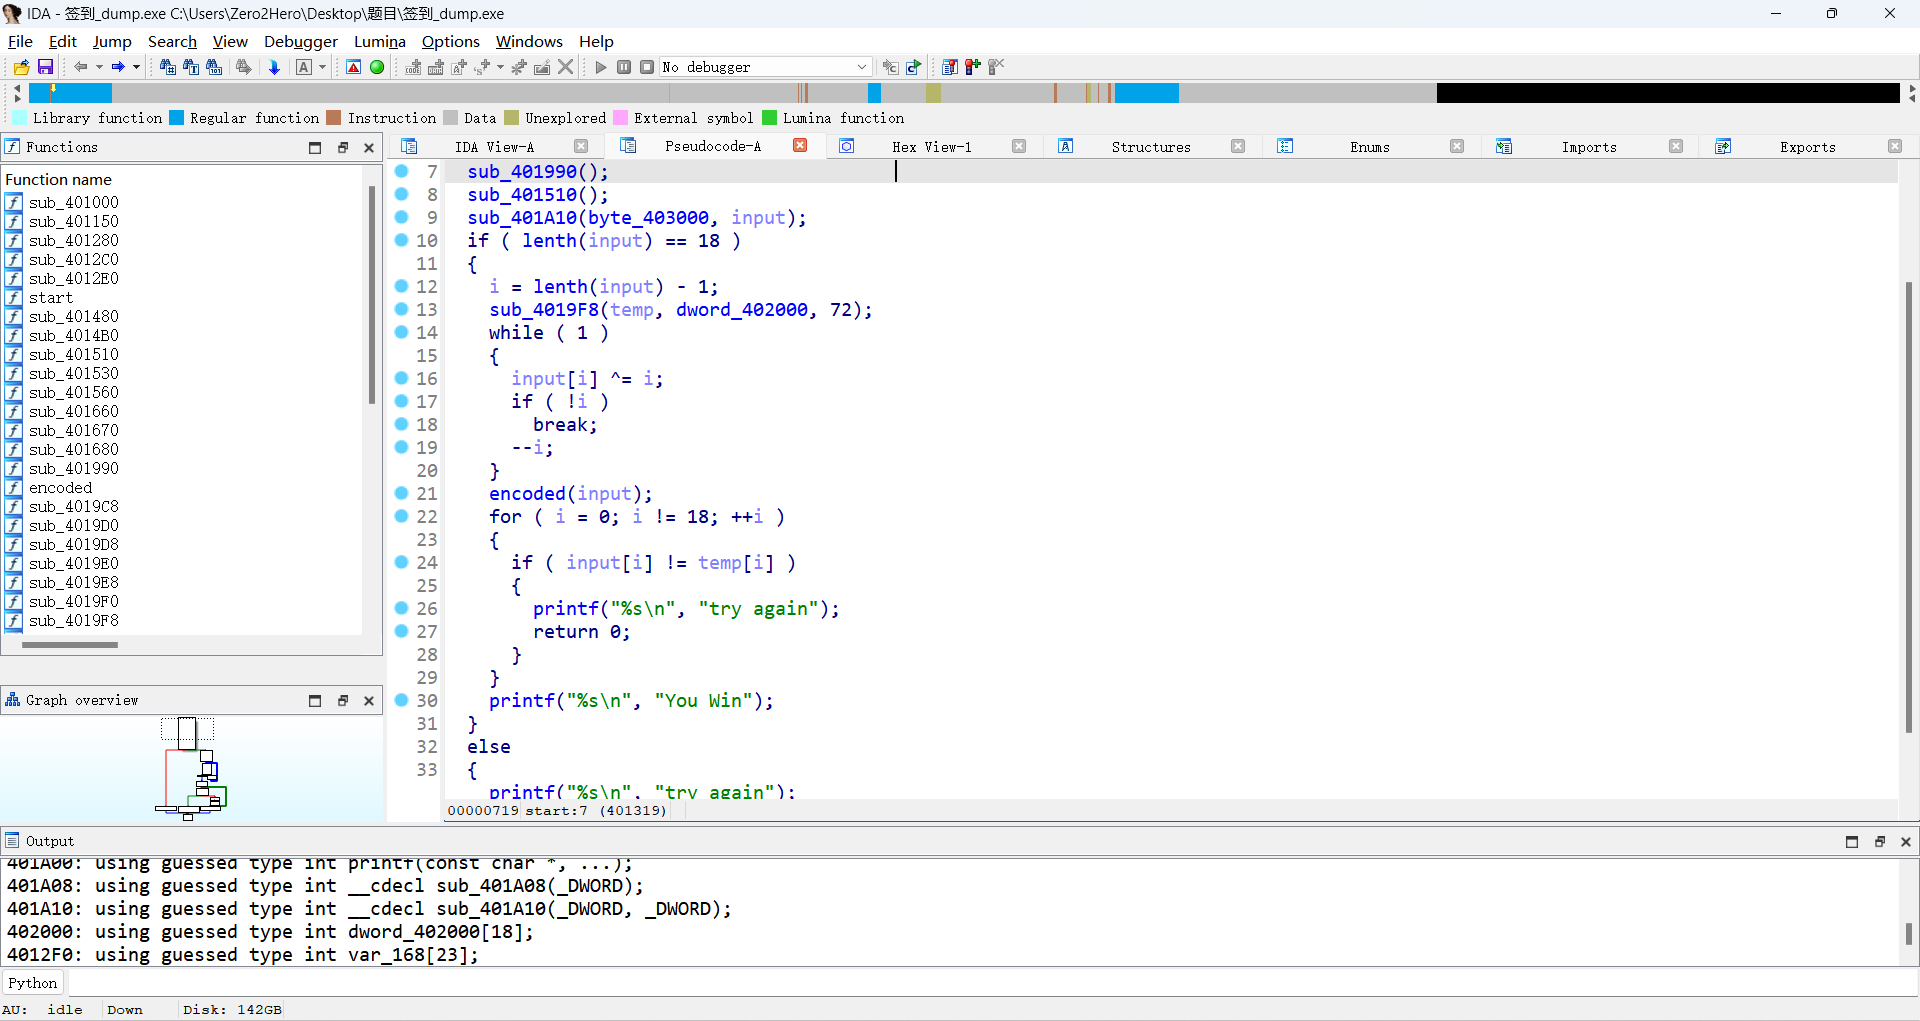 IDA - 签到_dump.exe C:\Users\Zero2Hero\Desktop\题目\签到_dump.exe
File Edit Jump Search View Debugger Lumina Options Windows Help
No debugger
Library function Regular function Instruction Data Unexplored External symbol Lumina function
Functions
IDA View-A Pseudocode-A Hex View-1 Structures Enums Imports Exports
Function name
sub_401000
sub_401150
sub_401280
sub_4012C0
sub_4012E0
start
sub_401480
sub_4014B0
sub_401510
sub_401530
sub_401560
sub_401660
sub_401670
sub_401680
sub_401990
encoded
sub_4019C8
sub_4019D0
sub_4019D8
sub_4019E0
sub_4019E8
sub_4019F0
sub_4019F8
Graph overview
7 sub_401990();
8 sub_401510();
9 sub_401A10(byte_403000, input);
10 if ( lenth(input) == 18 )
11 {
12 i = lenth(input) - 1;
13 sub_4019F8(temp, dword_402000, 72);
14 while ( 1 )
15 {
16 input[i] ^= i;
17 if ( !i )
18 break;
19 --i;
20 }
21 encoded(input);
22 for ( i = 0; i != 18; ++i )
23 {
24 if ( input[i] != temp[i] )
25 {
26 printf("%s\n", "try again");
27 return 0;
28 }
29 }
30 printf("%s\n", "You Win");
31 }
32 else
33 {
printf("%s\n", "try again");
00000719 start:7 (401319)
Output
401A00: using guessed type int printf(const char *, ...);
401A08: using guessed type int __cdecl sub_401A08(_DWORD);
401A10: using guessed type int __cdecl sub_401A10(_DWORD, _DWORD);
402000: using guessed type int dword_402000[18];
4012F0: using guessed type int var_168[23];
Python
AU: idle Down Disk: 142GB